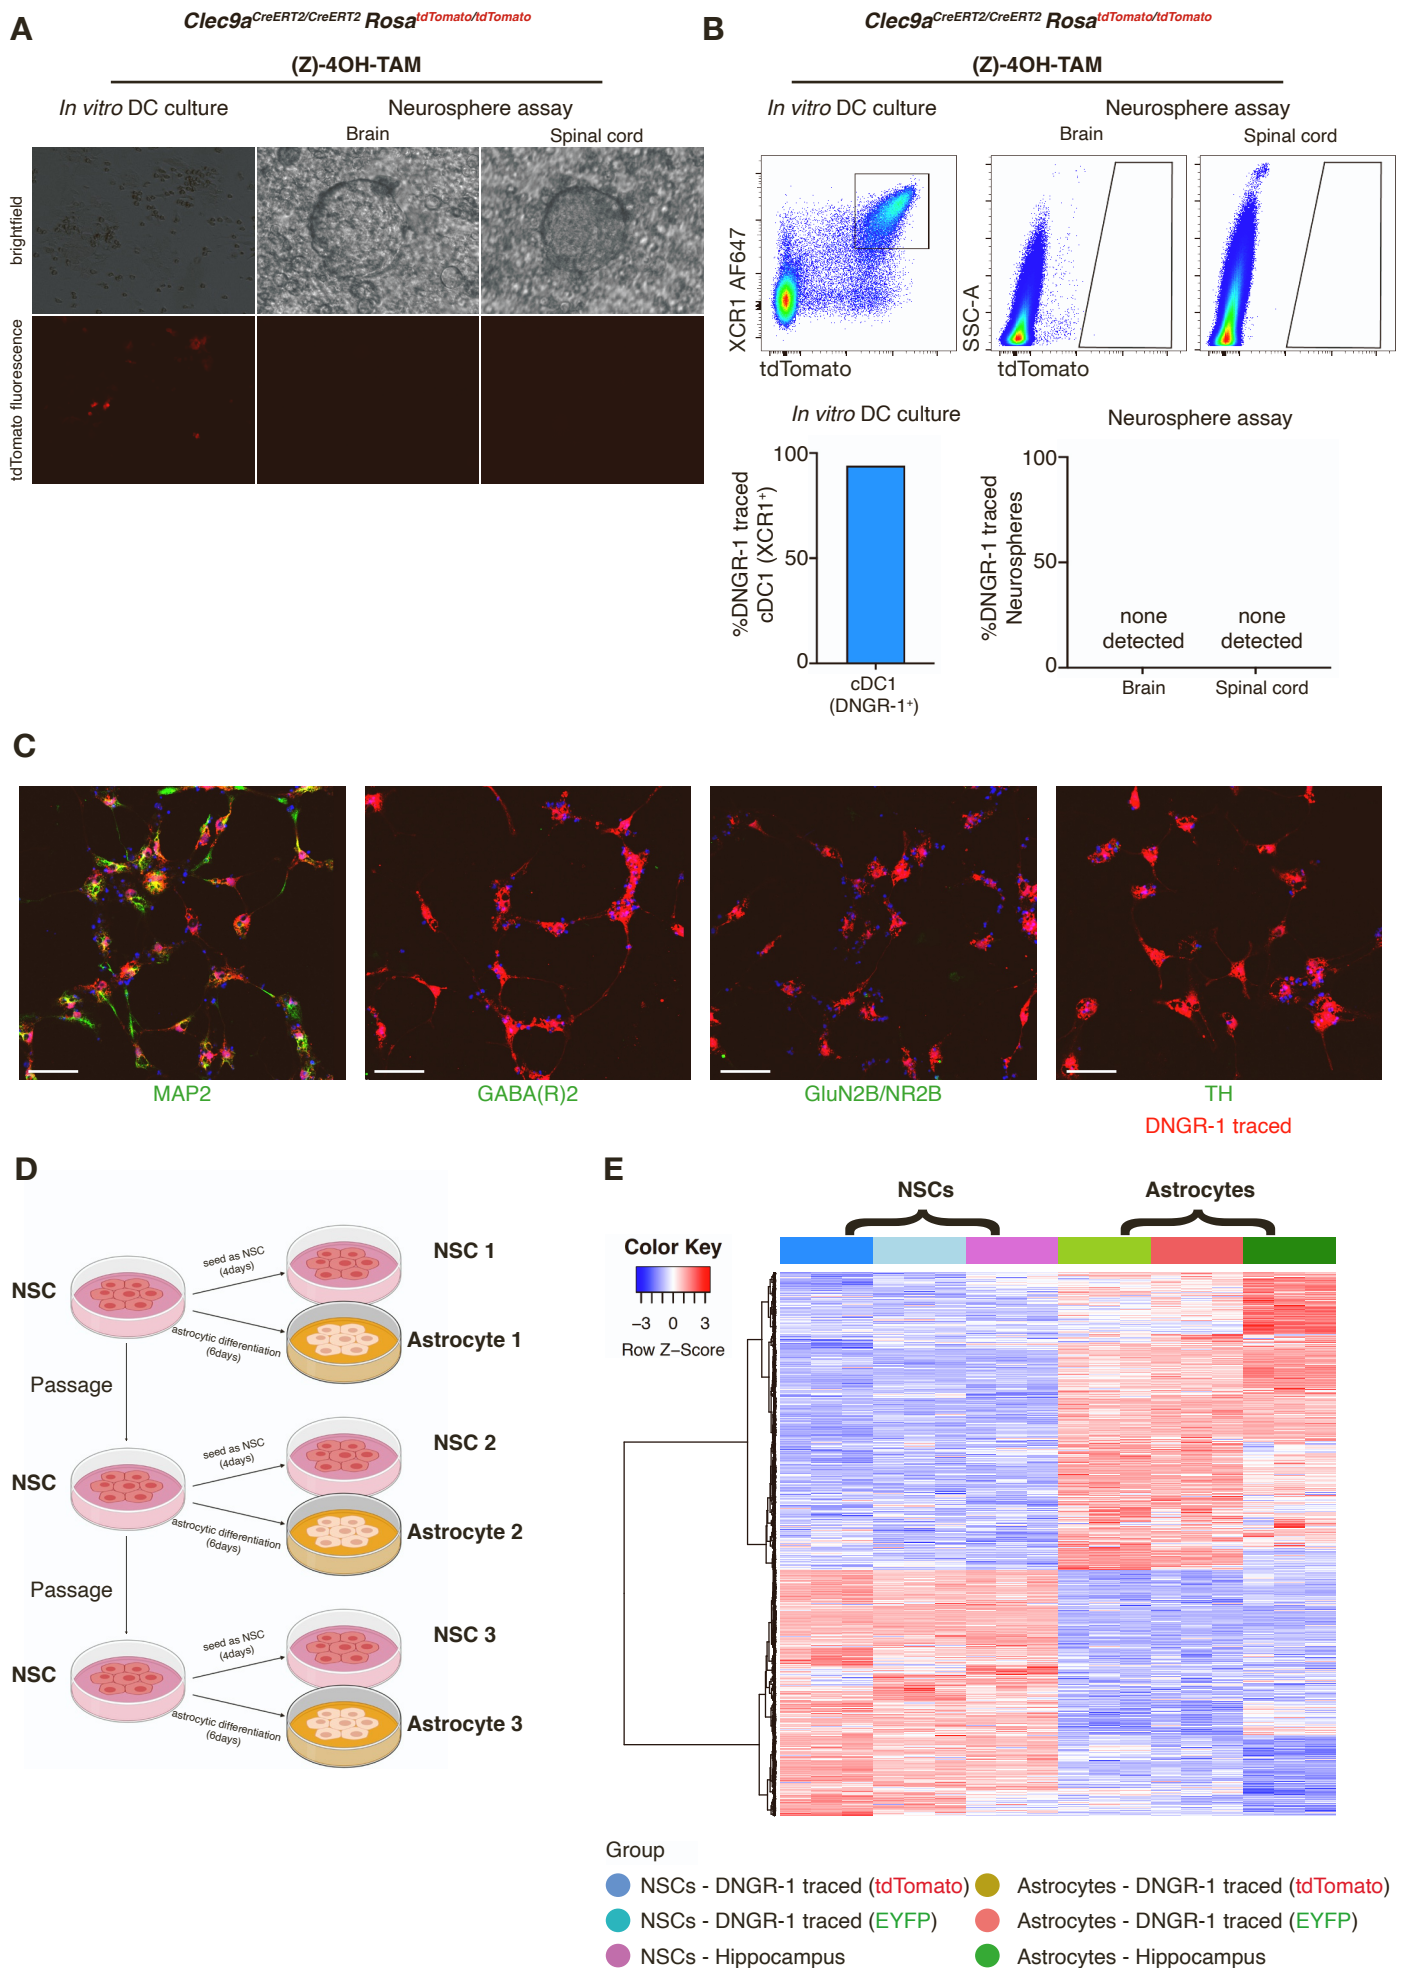 A
Clec9aCreERT2/CreERT2 RosatdTomato/tdTomato
(Z)-4OH-TAM
In vitro DC culture
Neurosphere assay
Brain
Spinal cord
brightfield
tdTomato fluorescence
B
Clec9aCreERT2/CreERT2 RosatdTomato/tdTomato
(Z)-4OH-TAM
In vitro DC culture
Neurosphere assay
Brain
Spinal cord
XCR1 AF647
tdTomato
SSC-A
tdTomato
In vitro DC culture
%DNGR-1 traced
cDC1 (XCR1+)
100
50
0
cDC1
(DNGR-1+)
Neurosphere assay
%DNGR-1 traced
Neurospheres
100
50
0
none
detected
none
detected
Brain
Spinal cord
C
MAP2
GABA(R)2
GluN2B/NR2B
TH
DNGR-1 traced
D
NSC
seed as NSC
(4days)
NSC 1
astrocytic differentiation
(6days)
Astrocyte 1
Passage
NSC
seed as NSC
(4days)
NSC 2
astrocytic differentiation
(6days)
Astrocyte 2
Passage
NSC
seed as NSC
(4days)
NSC 3
astrocytic differentiation
(6days)
Astrocyte 3
E
NSCs
Astrocytes
Color Key
−3 0 3
Row Z−Score
Group
NSCs - DNGR-1 traced (tdTomato)
NSCs - DNGR-1 traced (EYFP)
NSCs - Hippocampus
Astrocytes - DNGR-1 traced (tdTomato)
Astrocytes - DNGR-1 traced (EYFP)
Astrocytes - Hippocampus